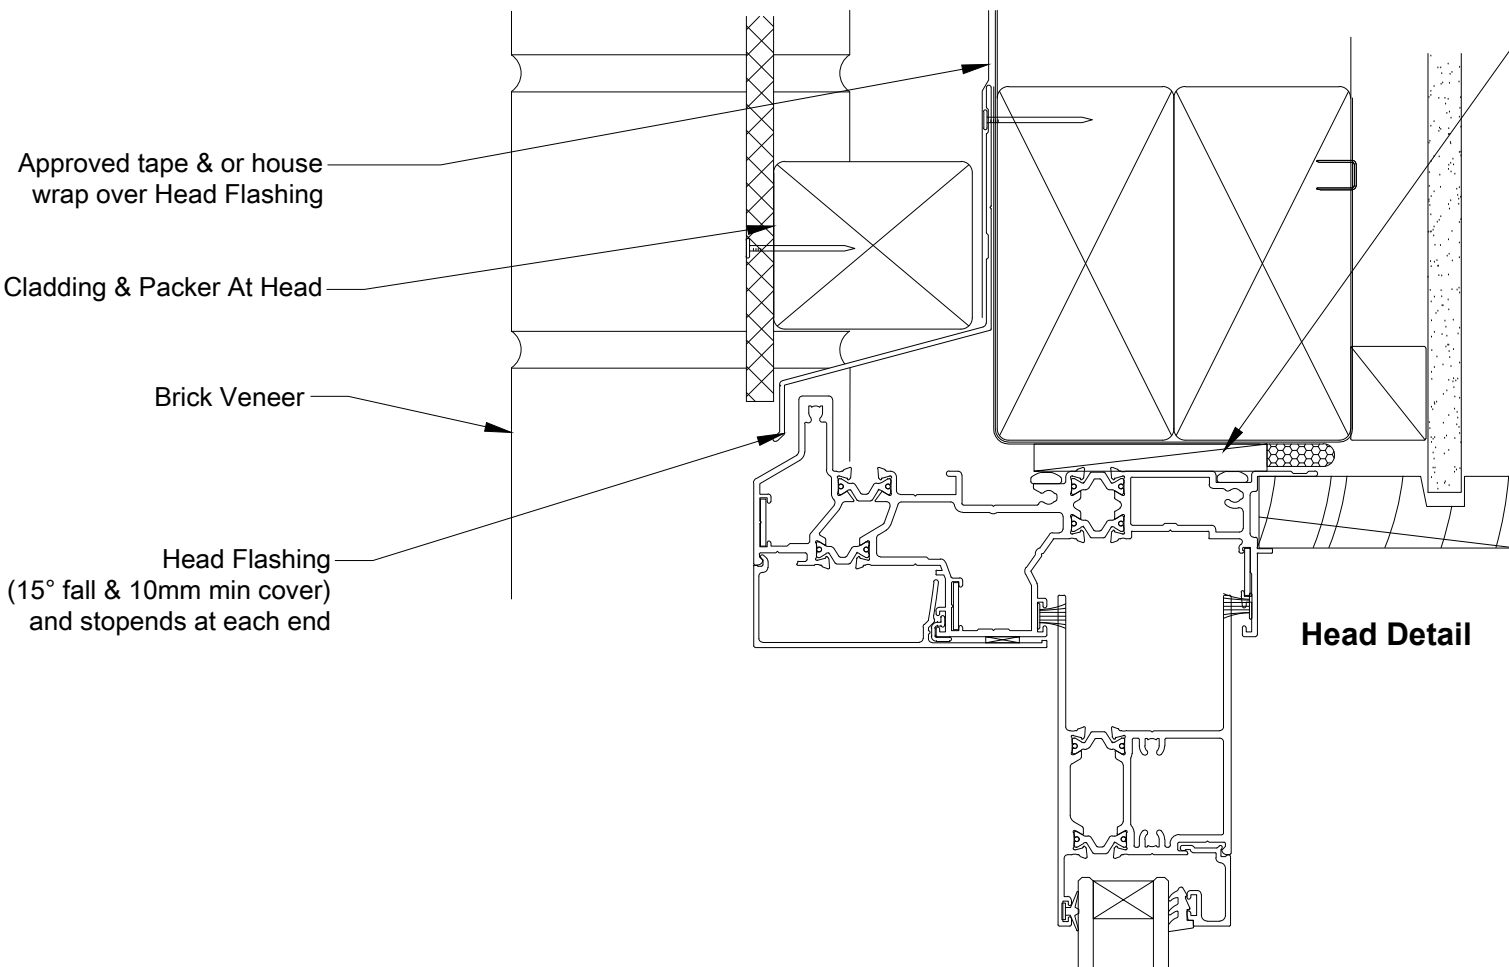 Approved tape & or house
wrap over Head Flashing
Cladding & Packer At Head
Brick Veneer
Head Flashing
(15° fall & 10mm min cover)
and stopends at each end
Head Detail